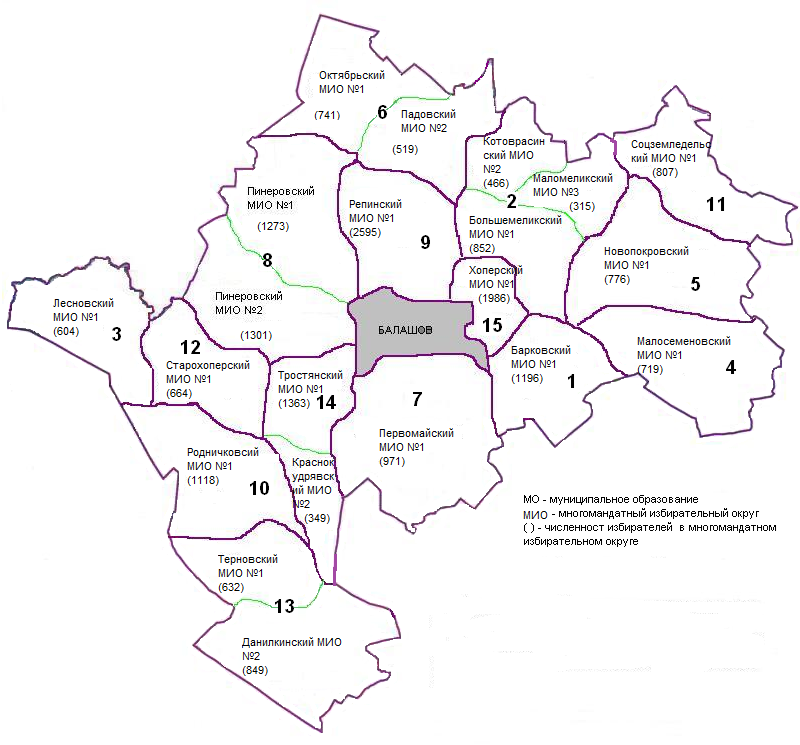 Октябрьский
МИО №1
(741)
6
Падовский
МИО №2
(519)
Котоврасин
ский МИО
№2
(466)
Маломеликский
МИО №3
(315)
2
Большемеликский
МИО №1
(852)
Соцземледельс
кий МИО №1
(807)
11
Пинеровский
МИО №1
(1273)
8
Пинеровский
МИО №2
(1301)
Репинский
МИО №1
(2595)
9
Новопокровский
МИО №1
(776)
5
Хоперский
МИО №1
(1986)
15
Лесновский
МИО №1
(604)
3
12
Старохоперский
МИО №1
(664)
БАЛАШОВ
Барковский
МИО №1
(1196)
1
Малосеменовский
МИО №1
(719)
4
Тростянский
МИО №1
(1363)
14
7
Первомайский
МИО №1
(971)
Родничковсий
МИО №1
(1118)
10
Краснок
удрявск
ий МИО
№2
(349)
МО - муниципальное образование
МИО - многомандатный избирательный округ
( ) - численност избирателей в многомандатном
избирательном округе
Терновский
МИО №1
(632)
13
Данилкинский МИО
№2
(849)